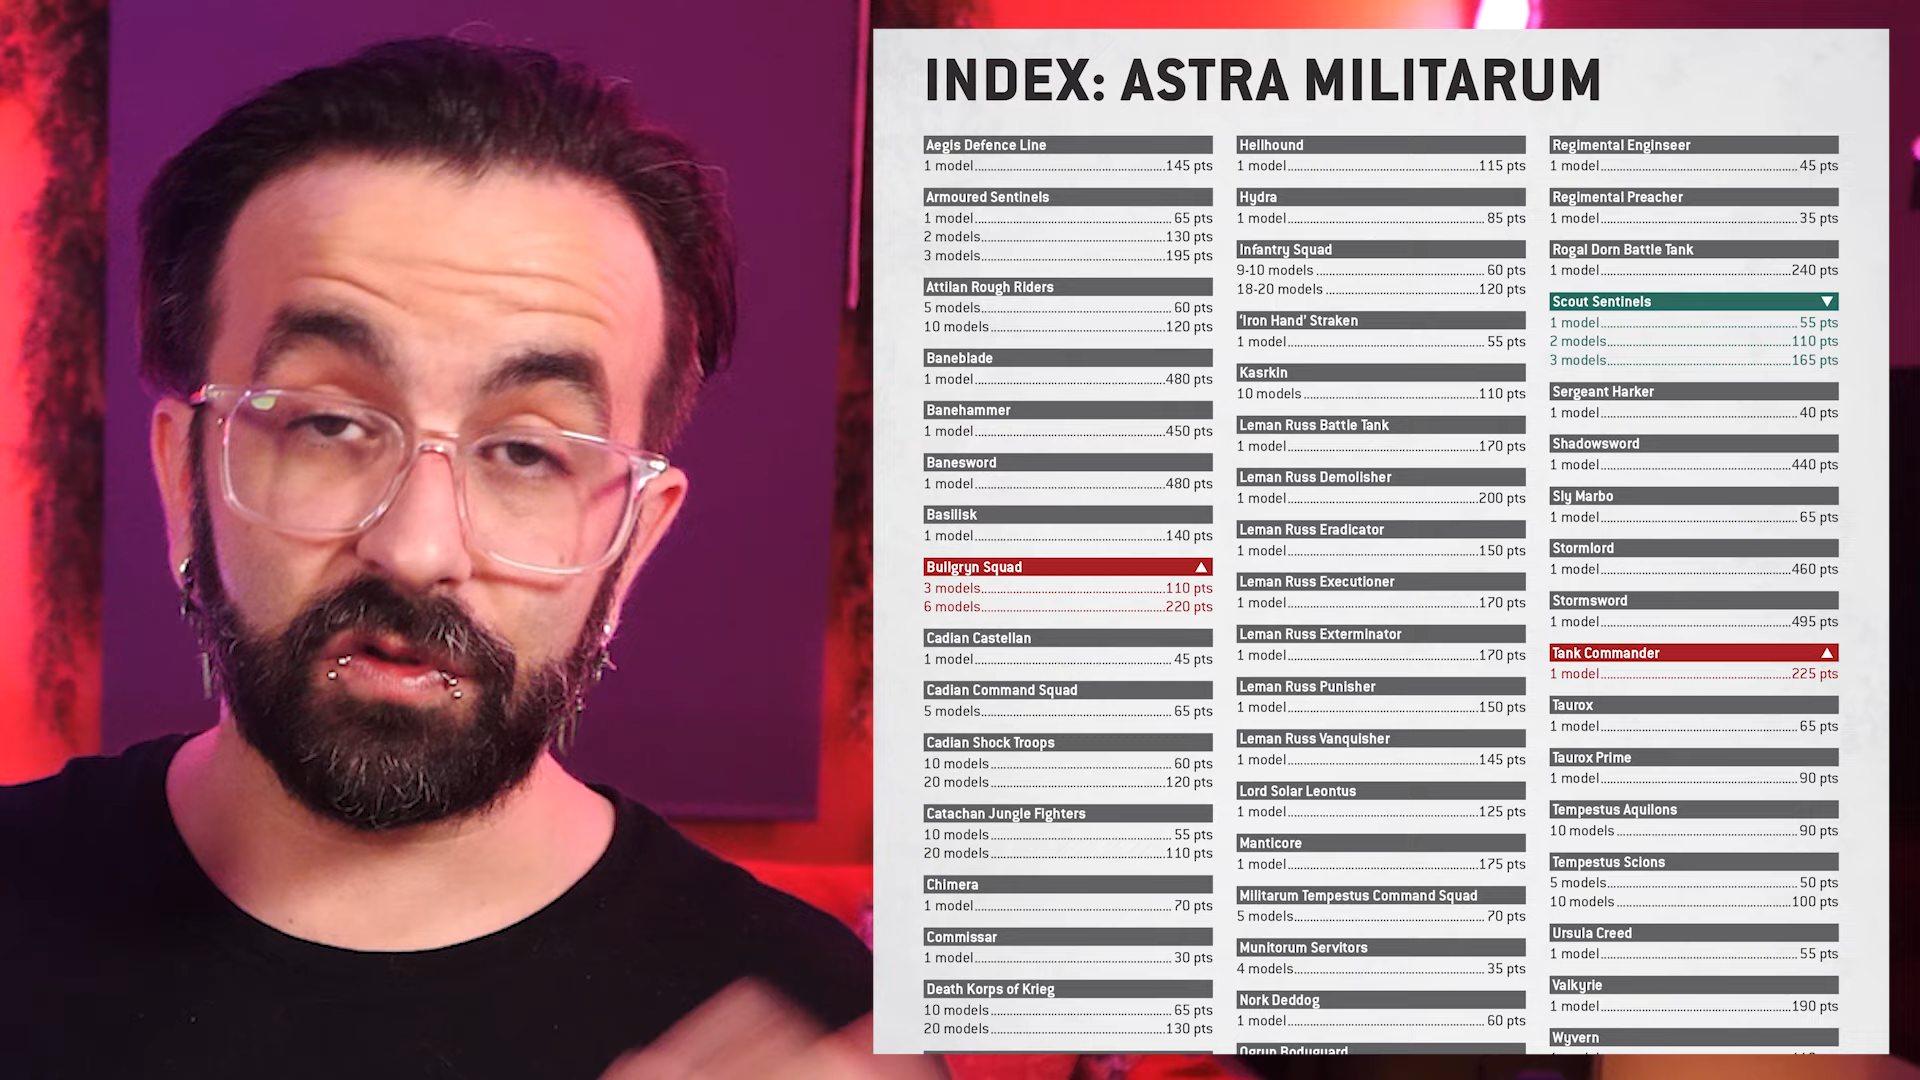 INDEX: ASTRA MILITARUM
Aegis Defence Line
1 model 145 pts
Armoured Sentinels
1 model 65 pts
2 models 130 pts
3 models 195 pts
Attilan Rough Riders
5 models 60 pts
10 models 120 pts
Baneblade
1 model 480 pts
Banehammer
1 model 450 pts
Banesword
1 model 480 pts
Basilisk
1 model 140 pts
Bullgryn Squad ▲
3 models 110 pts
6 models 220 pts
Cadian Castellan
1 model 45 pts
Cadian Command Squad
5 models 65 pts
Cadian Shock Troops
10 models 60 pts
20 models 120 pts
Catachan Jungle Fighters
10 models 55 pts
20 models 110 pts
Chimera
1 model 70 pts
Commissar
1 model 30 pts
Death Korps of Krieg
10 models 65 pts
20 models 130 pts
Hellhound
1 model 115 pts
Hydra
1 model 85 pts
Infantry Squad
9-10 models 60 pts
18-20 models 120 pts
‘Iron Hand’ Straken
1 model 55 pts
Kasrkin
10 models 110 pts
Leman Russ Battle Tank
1 model 170 pts
Leman Russ Demolisher
1 model 200 pts
Leman Russ Eradicator
1 model 150 pts
Leman Russ Executioner
1 model 170 pts
Leman Russ Exterminator
1 model 170 pts
Leman Russ Punisher
1 model 150 pts
Leman Russ Vanquisher
1 model 145 pts
Lord Solar Leontus
1 model 125 pts
Manticore
1 model 175 pts
Militarum Tempestus Command Squad
5 models 70 pts
Munitorum Servitors
4 models 35 pts
Nork Deddog
1 model 60 pts
Ogryn Bodyguard
Regimental Enginseer
1 model 45 pts
Regimental Preacher
1 model 35 pts
Rogal Dorn Battle Tank
1 model 240 pts
Scout Sentinels ▼
1 model 55 pts
2 models 110 pts
3 models 165 pts
Sergeant Harker
1 model 40 pts
Shadowsword
1 model 440 pts
Sly Marbo
1 model 65 pts
Stormlord
1 model 460 pts
Stormsword
1 model 495 pts
Tank Commander ▲
1 model 225 pts
Taurox
1 model 65 pts
Taurox Prime
1 model 90 pts
Tempestus Aquilons
10 models 90 pts
Tempestus Scions
5 models 50 pts
10 models 100 pts
Ursula Creed
1 model 55 pts
Valkyrie
1 model 190 pts
Wyvern